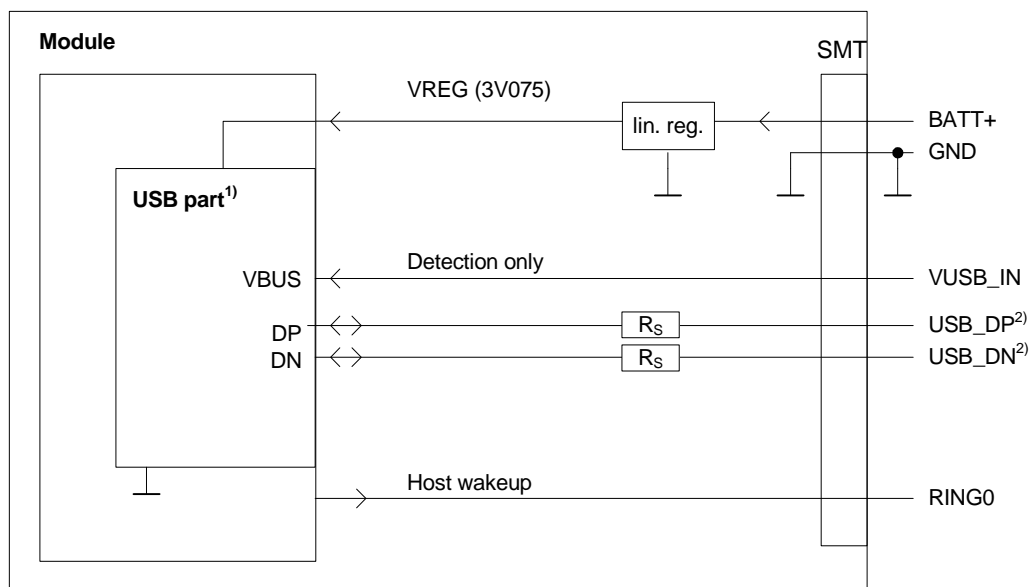 Module
SMT
VREG (3V075)
lin. reg.
BATT+
GND
USB part1)
VBUS
Detection only
VUSB_IN
DP
RS
USB_DP2)
DN
RS
USB_DN2)
Host wakeup
RING0